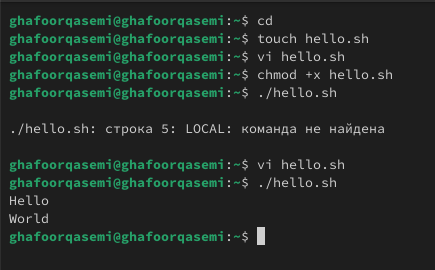 ghafoorqasemi@ghafoorqasemi:~$ cd
ghafoorqasemi@ghafoorqasemi:~$ touch hello.sh
ghafoorqasemi@ghafoorqasemi:~$ vi hello.sh
ghafoorqasemi@ghafoorqasemi:~$ chmod +x hello.sh
ghafoorqasemi@ghafoorqasemi:~$ ./hello.sh
./hello.sh: строка 5: LOCAL: команда не найдена
ghafoorqasemi@ghafoorqasemi:~$ vi hello.sh
ghafoorqasemi@ghafoorqasemi:~$ ./hello.sh
Hello
World
ghafoorqasemi@ghafoorqasemi:~$